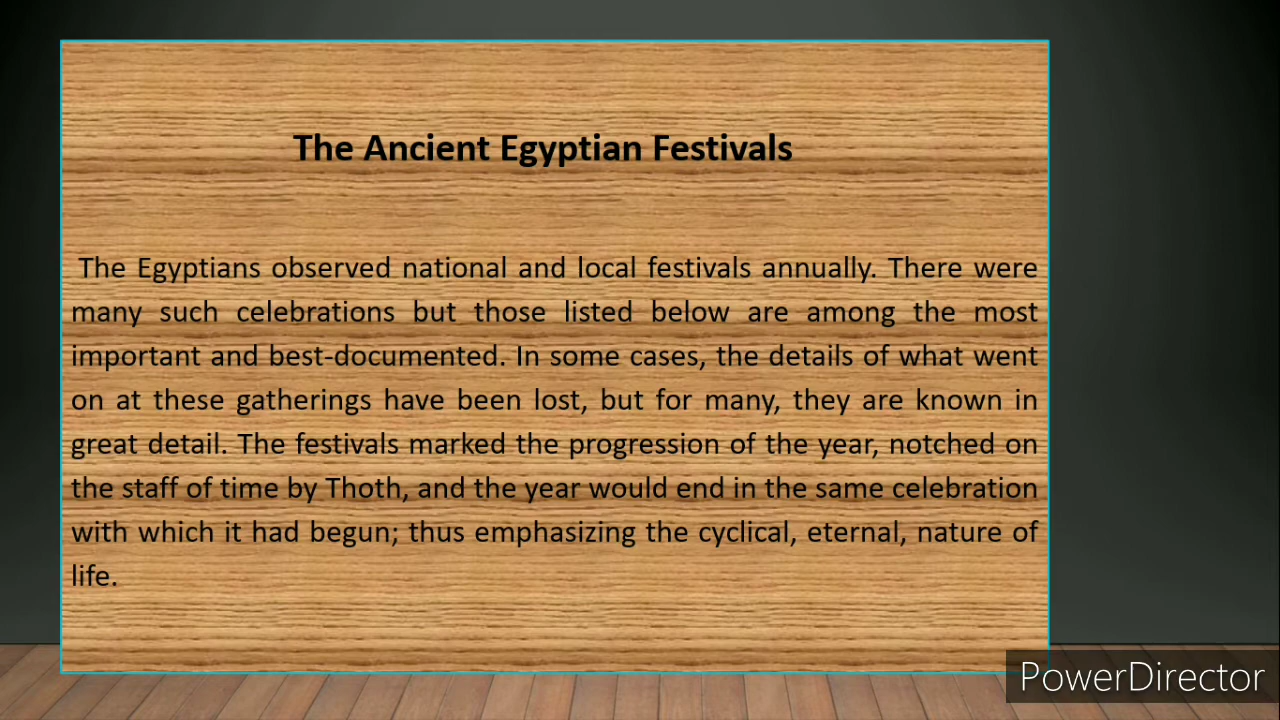 The Ancient Egyptian Festivals
The Egyptians observed national and local festivals annually. There were
many such celebrations but those listed below are among the most
important and best-documented. In some cases, the details of what went
on at these gatherings have been lost, but for many, they are known in
great detail. The festivals marked the progression of the year, notched on
the staff of time by Thoth, and the year would end in the same celebration
with which it had begun; thus emphasizing the cyclical, eternal, nature of
life.
PowerDirector